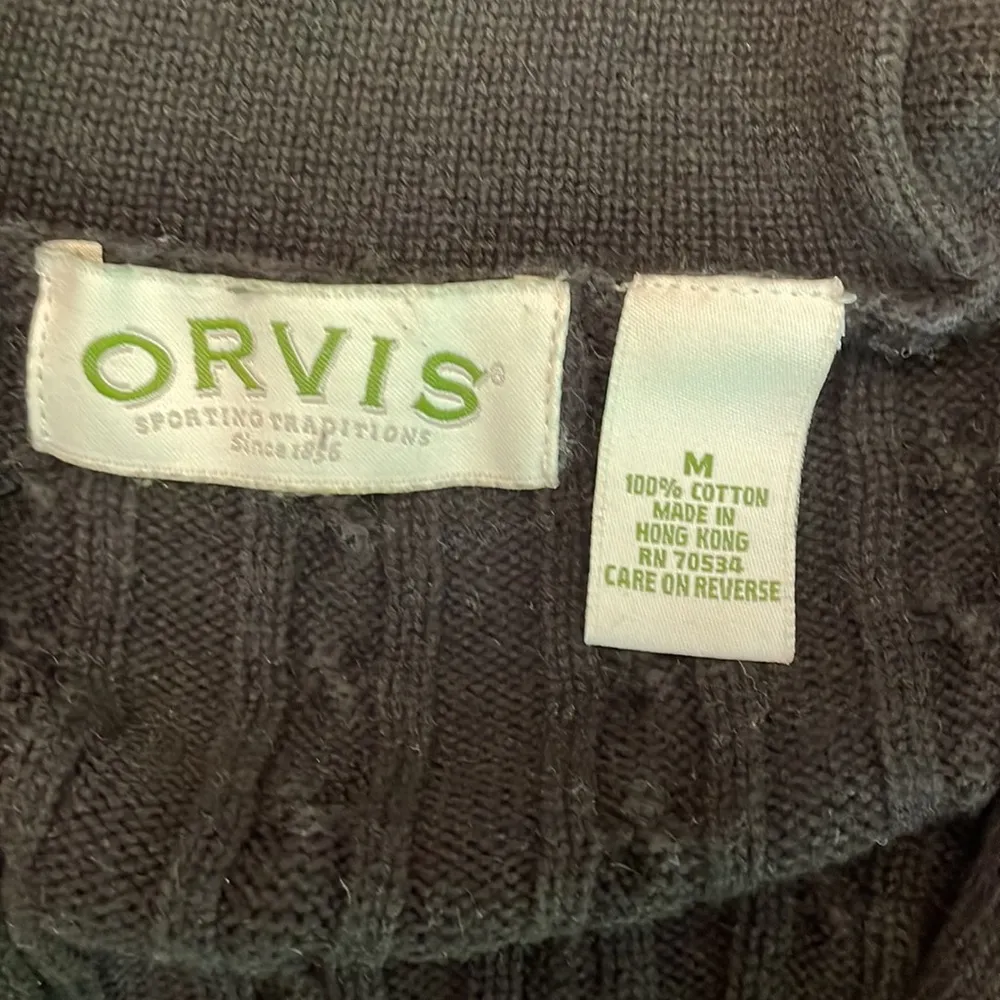 ORVIS®
SPORTING TRADITIONS
Since 1856
M
100% COTTON
MADE IN
HONG KONG
RN 70534
CARE ON REVERSE